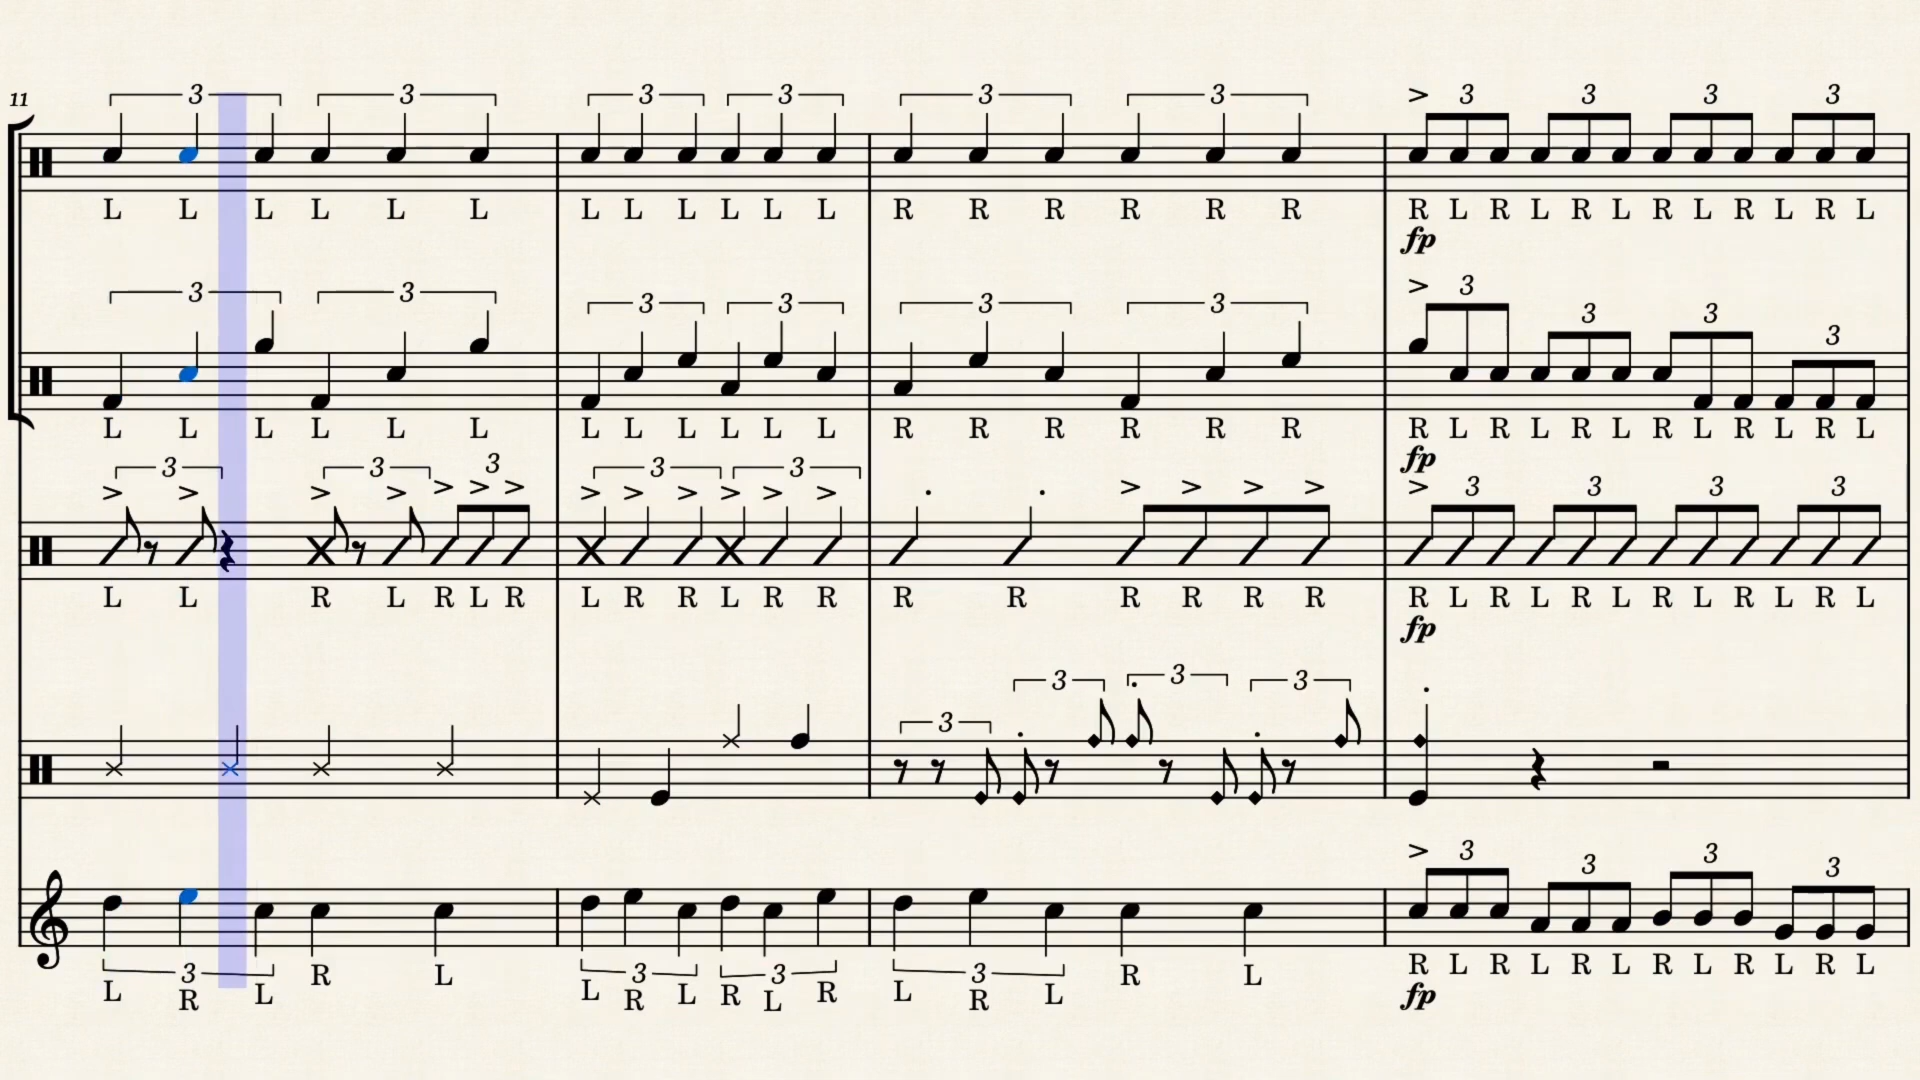 11 3 3 3 3 3 3 3 3 3 3
L L L L L L L L L L L L R R R R R R R L R L R L R L R L R L
fp
3 3 3 3 3 3 3 3 3 3
L L L L L L L L L L L L R R R R R R R L R L R L R L R L R L
fp
3 3 3 3 3 3 3 3 3
L L R L R L R L R R L R R R R R R R R R L R L R L R L R L R L
fp
3 3 3 3
3 3 3 3
3 3 3 3
L R L R L L R L R L R L R L R L R L R L R L R L R L R L
fp